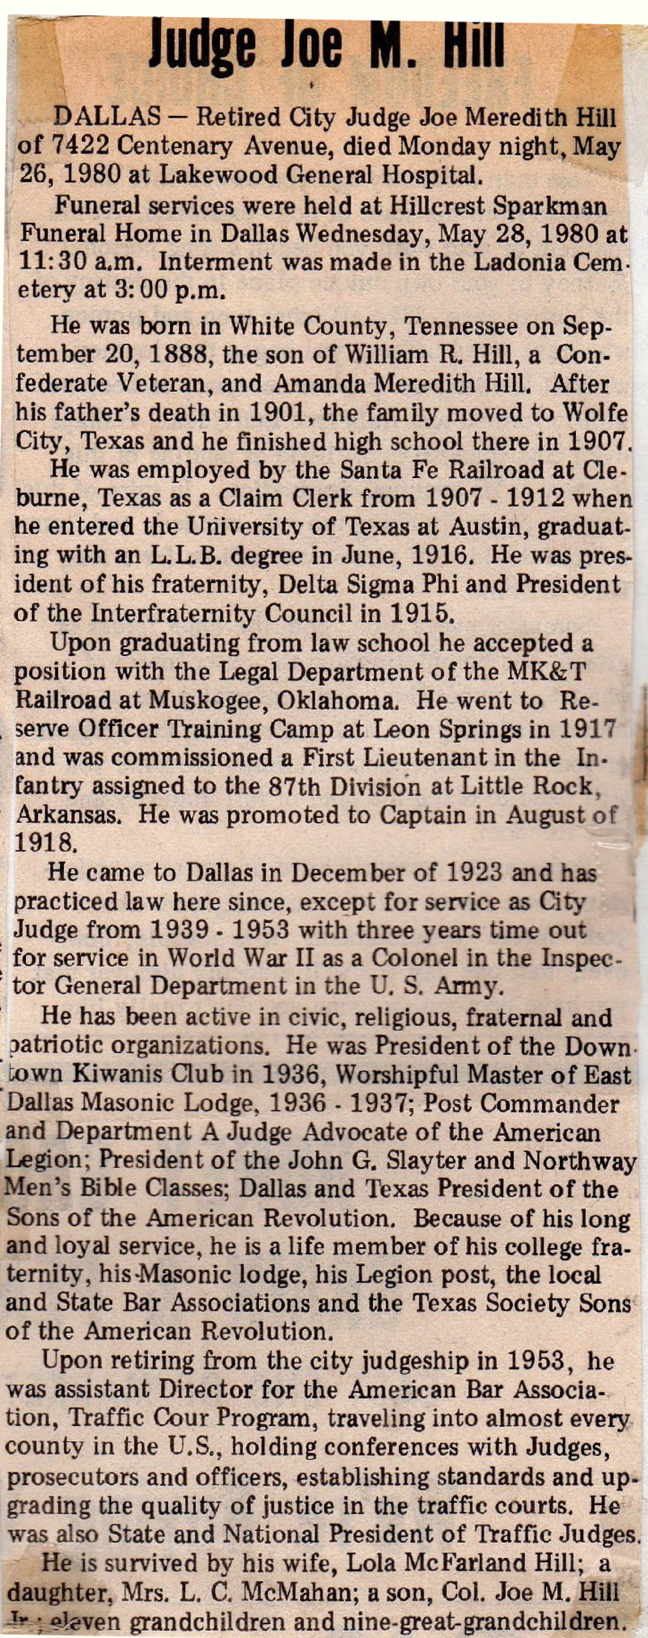 Judge Joe M. Hill
DALLAS — Retired City Judge Joe Meredith Hill
of 7422 Centenary Avenue, died Monday night, May
26, 1980 at Lakewood General Hospital.
Funeral services were held at Hillcrest Sparkman
Funeral Home in Dallas Wednesday, May 28, 1980 at
11:30 a.m. Interment was made in the Ladonia Cem-
etery at 3:00 p.m.
He was born in White County, Tennessee on Sep-
tember 20, 1888, the son of William R. Hill, a Con-
federate Veteran, and Amanda Meredith Hill. After
his father's death in 1901, the family moved to Wolfe
City, Texas and he finished high school there in 1907.
He was employed by the Santa Fe Railroad at Cle-
burne, Texas as a Claim Clerk from 1907 - 1912 when
he entered the University of Texas at Austin, graduat-
ing with an L.L.B. degree in June, 1916. He was pres-
ident of his fraternity, Delta Sigma Phi and President
of the Interfraternity Council in 1915.
Upon graduating from law school he accepted a
position with the Legal Department of the MK&T
Railroad at Muskogee, Oklahoma. He went to Re-
serve Officer Training Camp at Leon Springs in 1917
and was commissioned a First Lieutenant in the In-
fantry assigned to the 87th Division at Little Rock,
Arkansas. He was promoted to Captain in August of
1918.
He came to Dallas in December of 1923 and has
practiced law here since, except for service as City
Judge from 1939 - 1953 with three years time out
for service in World War II as a Colonel in the Inspec-
tor General Department in the U. S. Army.
He has been active in civic, religious, fraternal and
patriotic organizations. He was President of the Down-
town Kiwanis Club in 1936, Worshipful Master of East
Dallas Masonic Lodge, 1936 - 1937; Post Commander
and Department A Judge Advocate of the American
Legion; President of the John G. Slayter and Northway
Men's Bible Classes; Dallas and Texas President of the
Sons of the American Revolution. Because of his long
and loyal service, he is a life member of his college fra-
ternity, his Masonic lodge, his Legion post, the local
and State Bar Associations and the Texas Society Sons
of the American Revolution.
Upon retiring from the city judgeship in 1953, he
was assistant Director for the American Bar Associa-
tion, Traffic Cour Program, traveling into almost every
county in the U.S., holding conferences with Judges,
prosecutors and officers, establishing standards and up-
grading the quality of justice in the traffic courts. He
was also State and National President of Traffic Judges.
He is survived by his wife, Lola McFarland Hill; a
daughter, Mrs. L. C. McMahan; a son, Col. Joe M. Hill
Jr.; eleven grandchildren and nine-great-grandchildren.